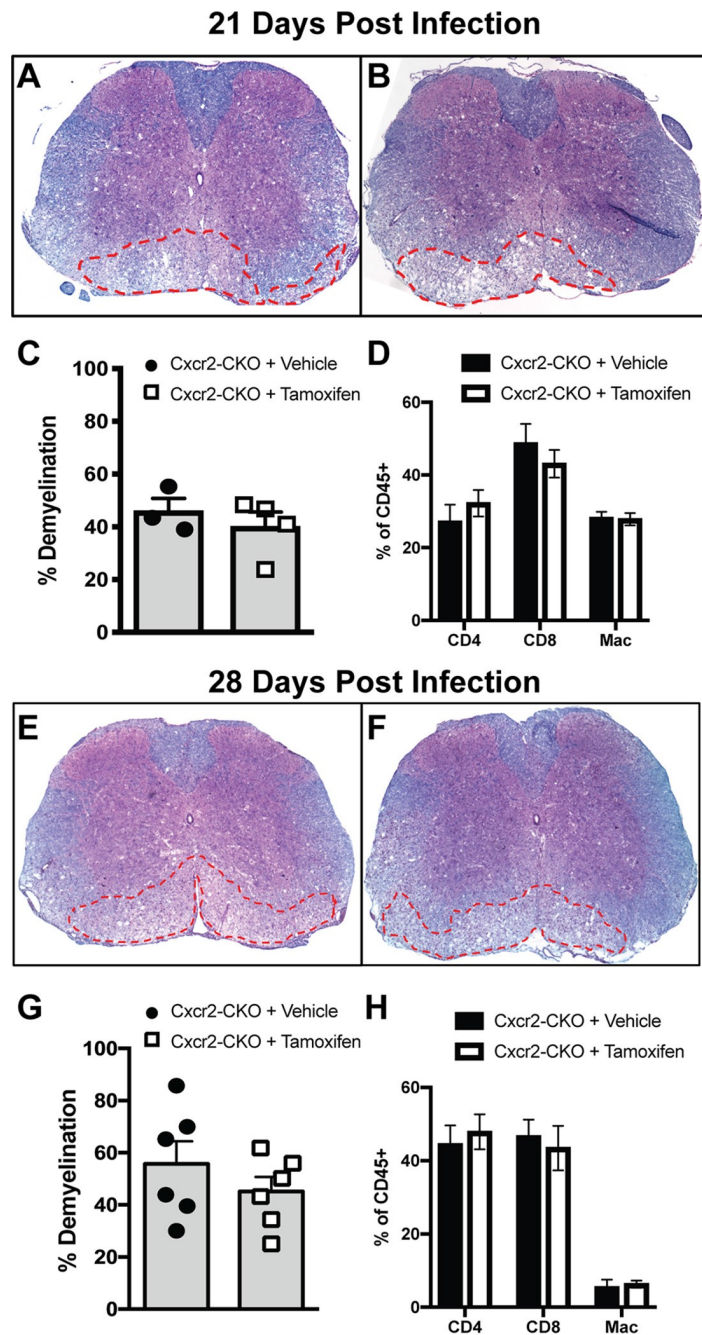 21 Days Post Infection
A
B
C
D
100
80
60
40
20
0
% Demyelination
Cxcr2-CKO + Vehicle
Cxcr2-CKO + Tamoxifen
Cxcr2-CKO + Vehicle
Cxcr2-CKO + Tamoxifen
60
40
20
0
% of CD45+
CD4 CD8 Mac
28 Days Post Infection
E
F
G
H
Cxcr2-CKO + Vehicle
Cxcr2-CKO + Tamoxifen
100
80
60
40
20
0
% Demyelination
Cxcr2-CKO + Vehicle
Cxcr2-CKO + Tamoxifen
60
40
20
0
% of CD45+
CD4 CD8 Mac